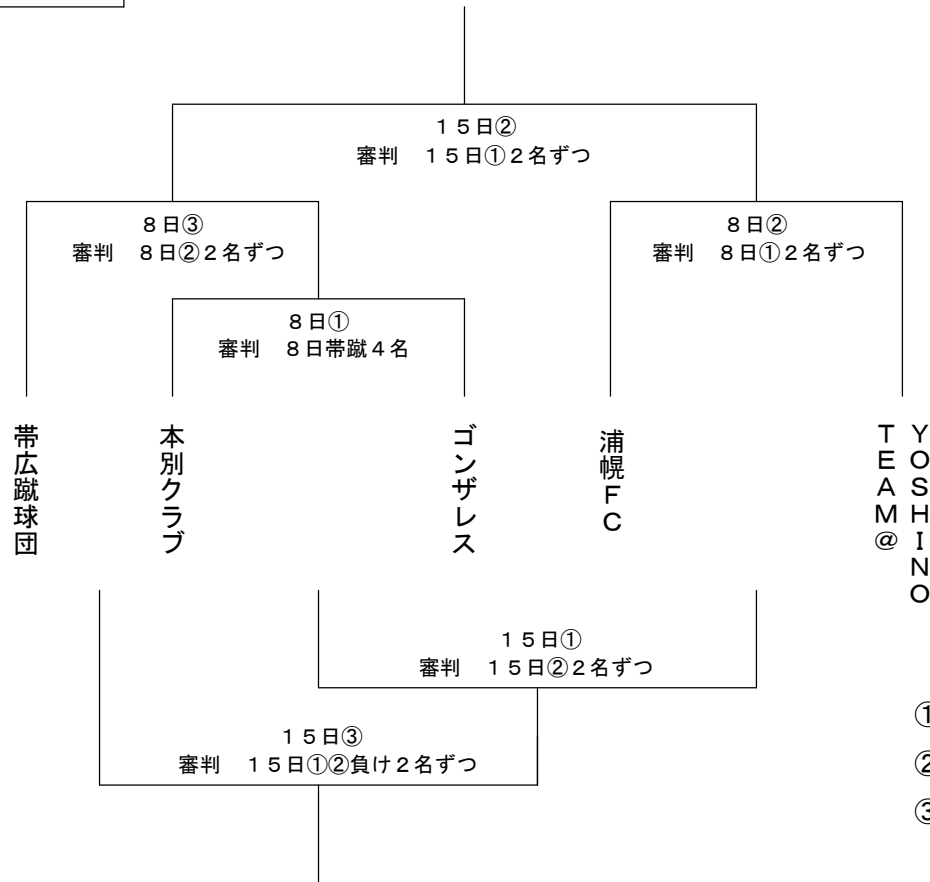 １５日②
審判　１５日①２名ずつ
８日③
審判　８日②２名ずつ
８日②
審判　８日①２名ずつ
８日①
審判　８日帯蹴４名
帯広蹴球団
本別クラブ
ゴンザレス
浦幌ＦＣ
ＹＯＳＨＩＮＯ
ＴＥＡＭ＠
１５日①
審判　１５日②２名ずつ
１５日③
審判　１５日①②負け２名ずつ
①
②
③